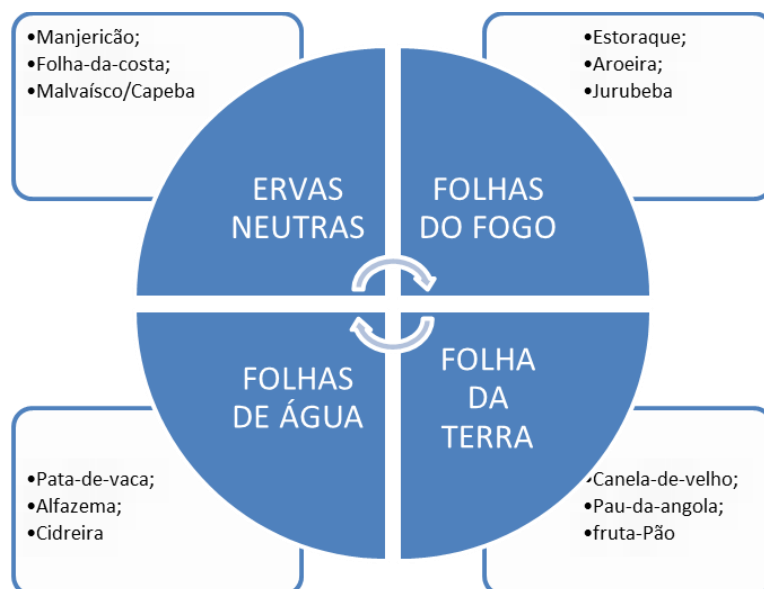 •Manjericão;
•Folha-da-costa;
•Malvaísco/Capeba
•Estoraque;
•Aroeira;
•Jurubeba
ERVAS
NEUTRAS
FOLHAS
DO FOGO
FOLHAS
DE ÁGUA
FOLHA
DA
TERRA
•Pata-de-vaca;
•Alfazema;
•Cidreira
•Canela-de-velho;
•Pau-da-angola;
•fruta-Pão